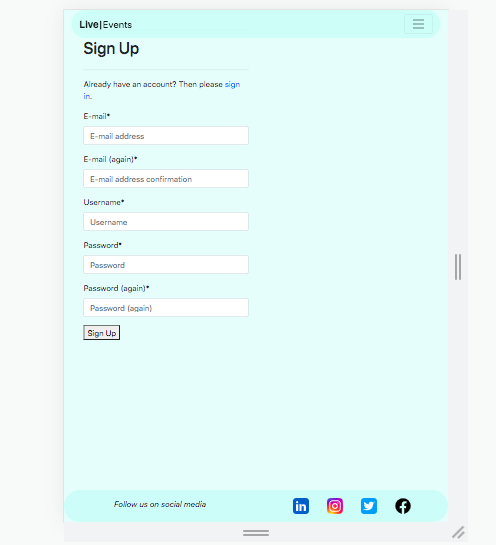 Live|Events
Sign Up
Already have an account? Then please sign
in.
E-mail*
E-mail address
E-mail (again)*
E-mail address confirmation
Username*
Username
Password*
Password
Password (again)*
Password (again)
Sign Up
Follow us on social media